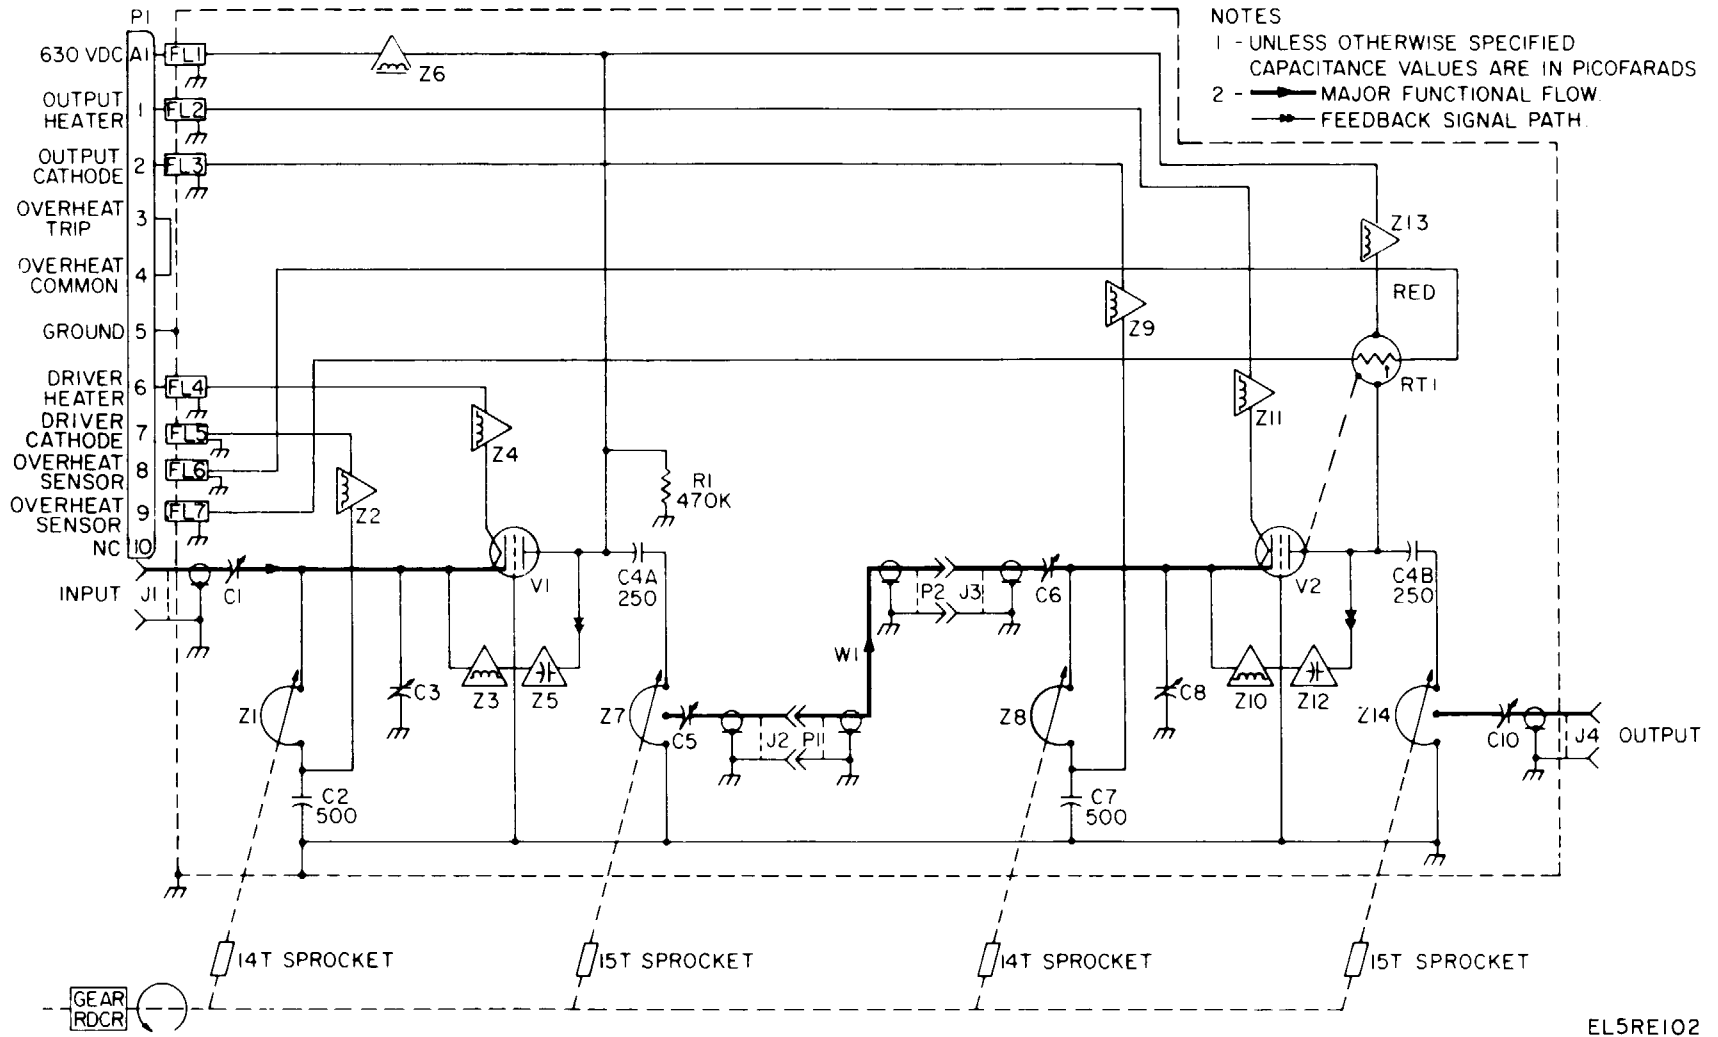 P1
NOTES
1 - UNLESS OTHERWISE SPECIFIED
CAPACITANCE VALUES ARE IN PICOFARADS
2 - MAJOR FUNCTIONAL FLOW.
FEEDBACK SIGNAL PATH.
630 VDC A1 FL1
Z6
OUTPUT
HEATER 1 FL2
OUTPUT
CATHODE 2 FL3
OVERHEAT
TRIP 3
OVERHEAT
COMMON 4
GROUND 5
DRIVER
HEATER 6 FL4
DRIVER
CATHODE 7 FL5
OVERHEAT
SENSOR 8 FL6
OVERHEAT
SENSOR 9 FL7
NC 10
Z13
RED
Z9
RT1
Z11
Z4
Z2
R1
470K
INPUT J1 C1
V1
C4A
250
P2 J3 C6
V2
C4B
250
W1
Z1
C3
Z3 Z5
Z7
C5
J2 P11
Z8
C8
Z10 Z12
Z14
C10
J4 OUTPUT
C2
500
C7
500
14T SPROCKET
15T SPROCKET
14T SPROCKET
15T SPROCKET
GEAR
RDCR
EL5RE102